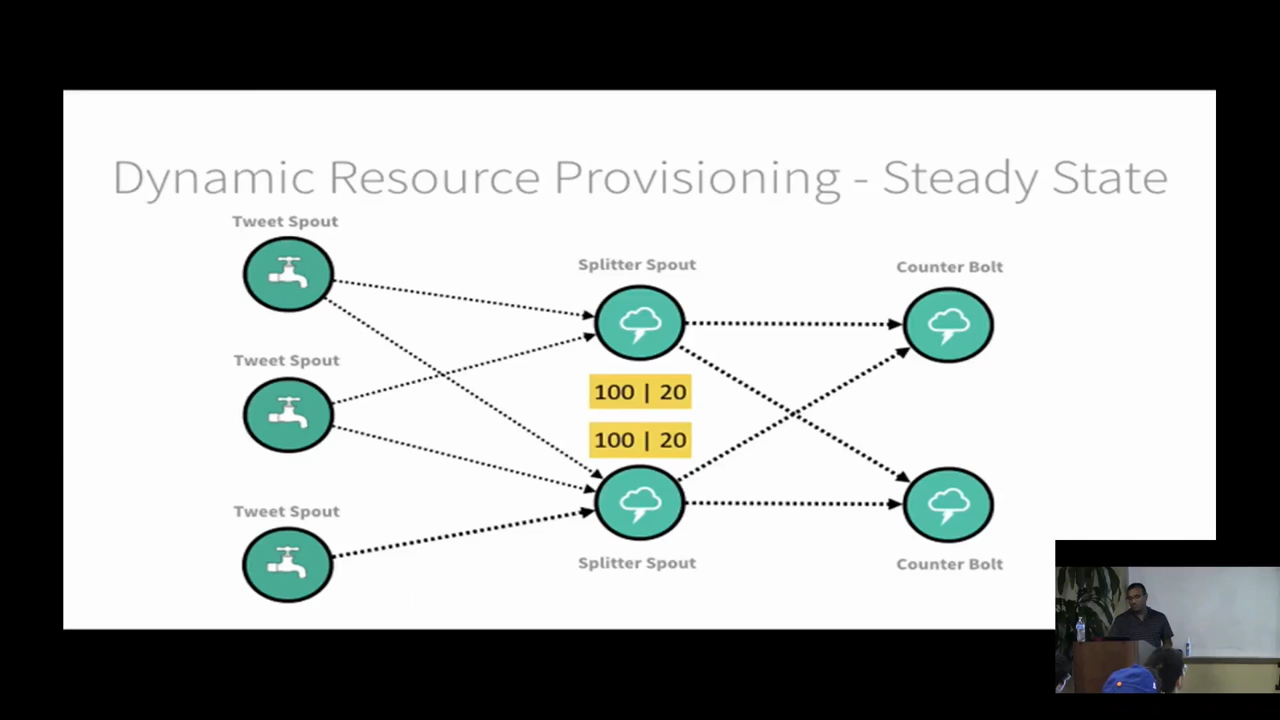 Dynamic Resource Provisioning - Steady State
Tweet Spout
Splitter Spout
Counter Bolt
Tweet Spout
100 | 20
100 | 20
Tweet Spout
Splitter Spout
Counter Bolt